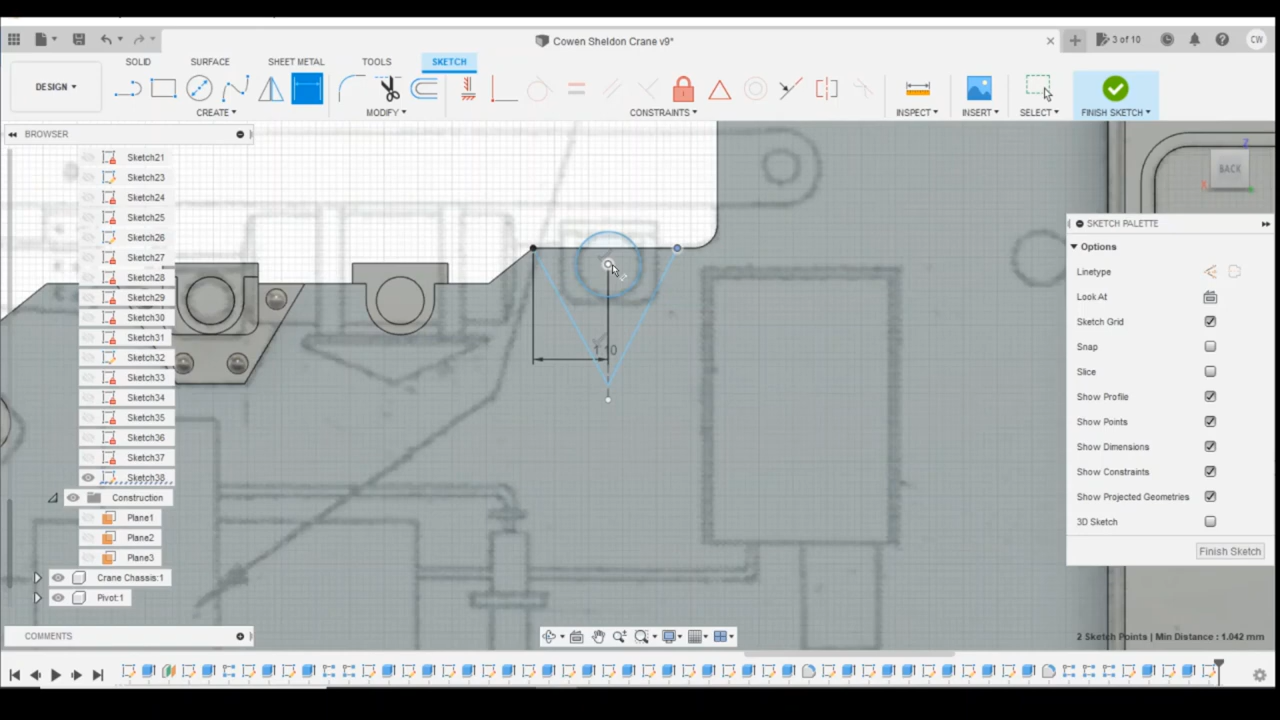 Cowen Sheldon Crane v9*
3 of 10
CW
DESIGN
SOLID
SURFACE
SHEET METAL
TOOLS
SKETCH
CREATE
MODIFY
CONSTRAINTS
INSPECT
INSERT
SELECT
FINISH SKETCH
BROWSER
Sketch21
Sketch23
Sketch24
Sketch25
Sketch26
Sketch27
Sketch28
Sketch29
Sketch30
Sketch31
Sketch32
Sketch33
Sketch34
Sketch35
Sketch36
Sketch37
Sketch38
Construction
Plane1
Plane2
Plane3
Crane Chassis:1
Pivot:1
COMMENTS
1.10
Z
BACK
X
SKETCH PALETTE
Options
Linetype
Look At
Sketch Grid
Snap
Slice
Show Profile
Show Points
Show Dimensions
Show Constraints
Show Projected Geometries
3D Sketch
Finish Sketch
2 Sketch Points | Min Distance : 1.042 mm